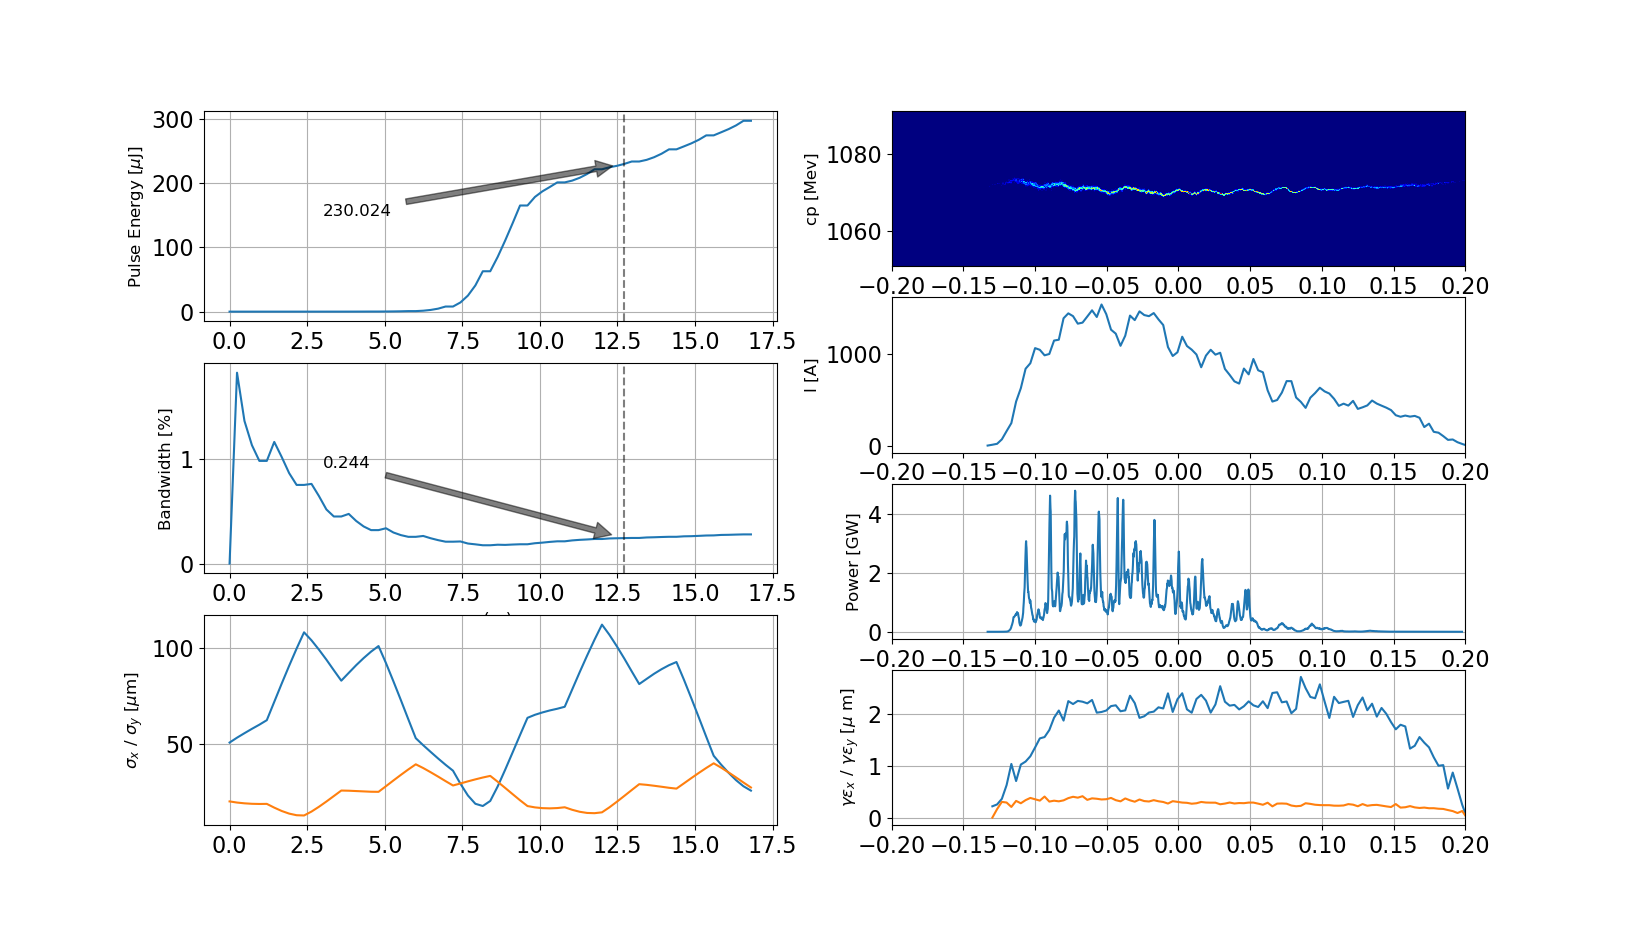 Pulse Energy [μJ]
300
200
100
0
230.024
0.0 2.5 5.0 7.5 10.0 12.5 15.0 17.5
Bandwidth [%]
1
0
0.244
0.0 2.5 5.0 7.5 10.0 12.5 15.0 17.5
σx / σy [μm]
100
50
0.0 2.5 5.0 7.5 10.0 12.5 15.0 17.5
cp [Mev]
1080
1060
−0.20 −0.15 −0.10 −0.05 0.00 0.05 0.10 0.15 0.20
I [A]
1000
0
−0.20 −0.15 −0.10 −0.05 0.00 0.05 0.10 0.15 0.20
Power [GW]
4
2
0
−0.20 −0.15 −0.10 −0.05 0.00 0.05 0.10 0.15 0.20
γεx / γεy [μ m]
2
1
0
−0.20 −0.15 −0.10 −0.05 0.00 0.05 0.10 0.15 0.20